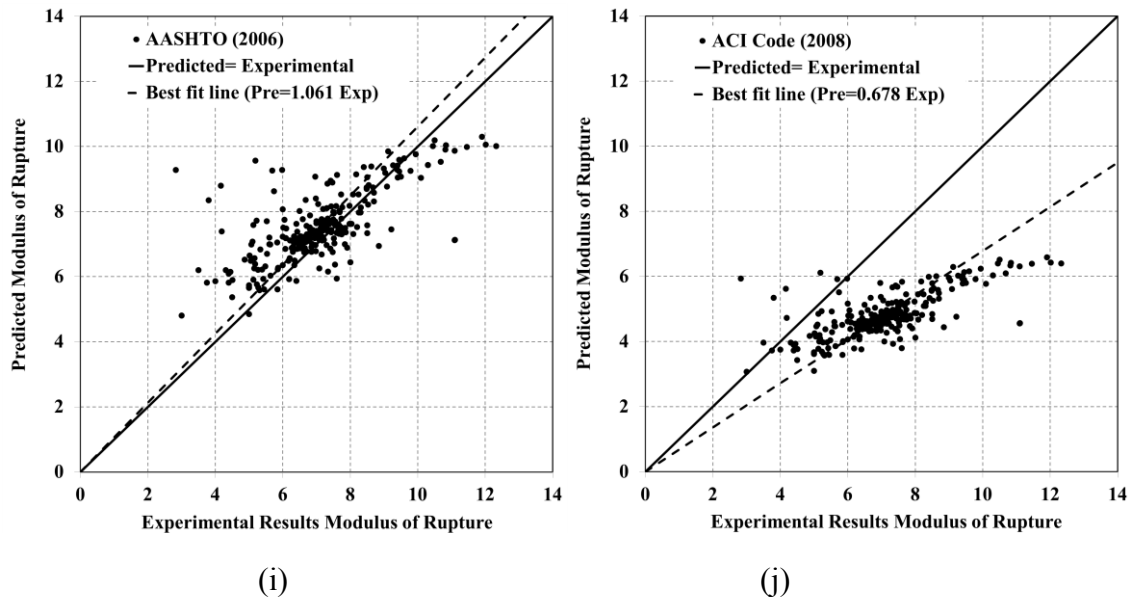 AASHTO (2006)
Predicted= Experimental
Best fit line (Pre=1.061 Exp)
Predicted Modulus of Rupture
14
12
10
8
6
4
2
0
0 2 4 6 8 10 12 14
Experimental Results Modulus of Rupture
(i)
ACI Code (2008)
Predicted= Experimental
Best fit line (Pre=0.678 Exp)
Predicted Modulus of Rupture
14
12
10
8
6
4
2
0
0 2 4 6 8 10 12 14
Experimental Results Modulus of Rupture
(j)